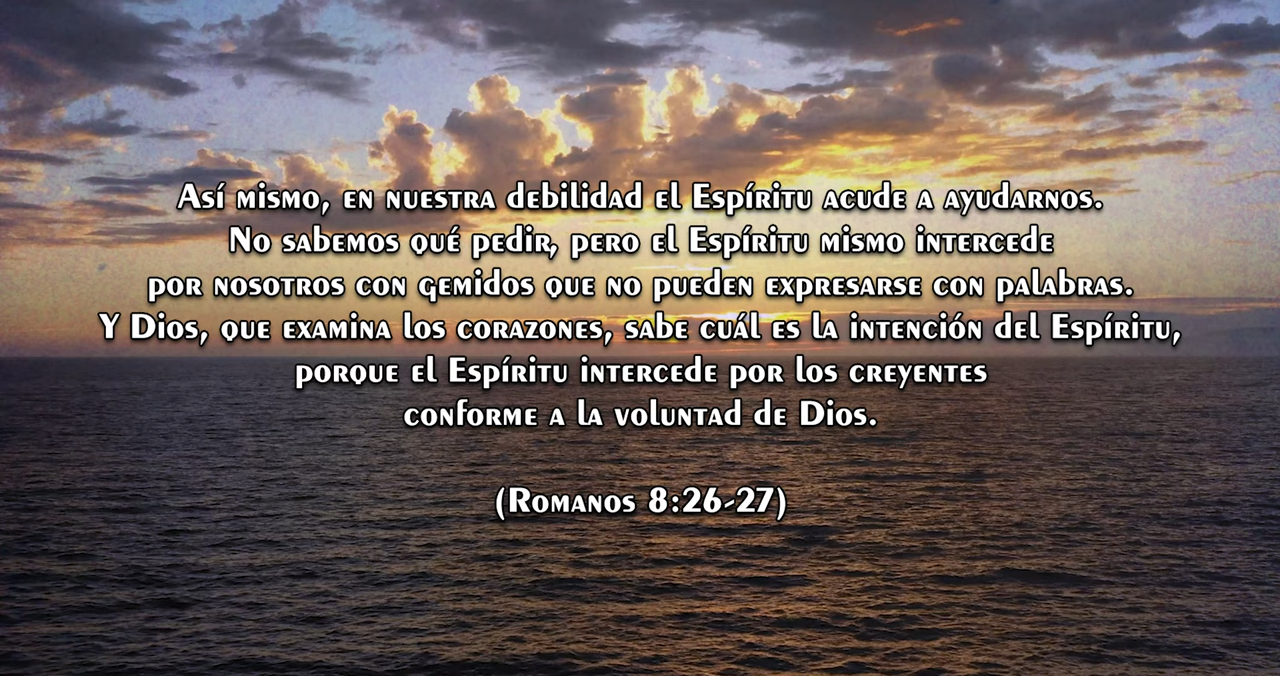 Así mismo, en nuestra debilidad el Espíritu acude a ayudarnos.
No sabemos qué pedir, pero el Espíritu mismo intercede
por nosotros con gemidos que no pueden expresarse con palabras.
Y Dios, que examina los corazones, sabe cuál es la intención del Espíritu,
porque el Espíritu intercede por los creyentes
conforme a la voluntad de Dios.
(Romanos 8:26-27)